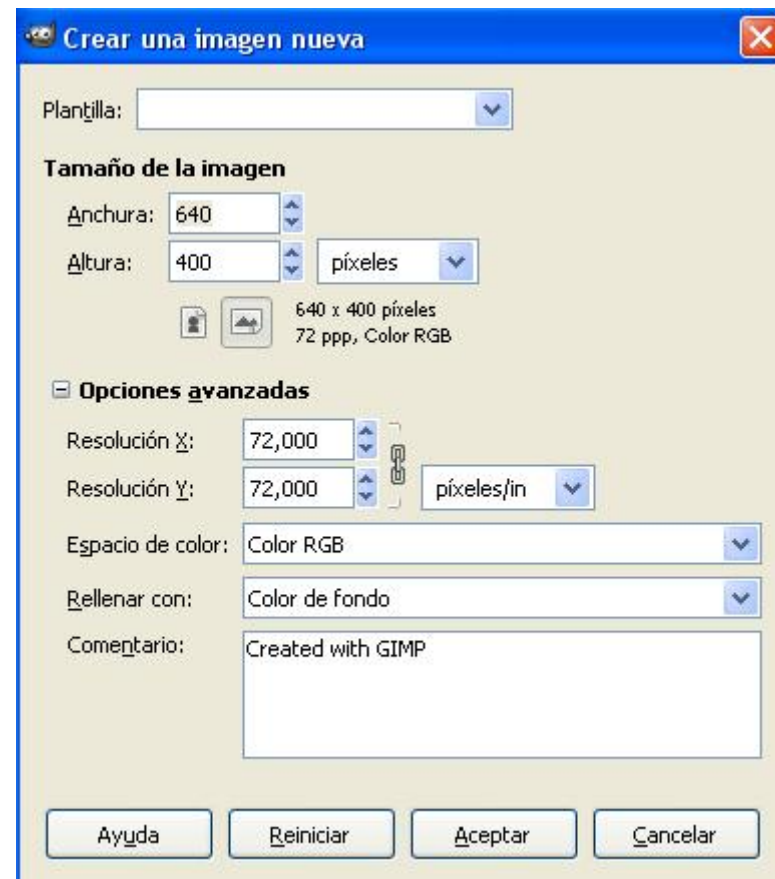 Crear una imagen nueva
Plantilla:
Tamaño de la imagen
Anchura: 640
Altura: 400 píxeles
640 x 400 píxeles
72 ppp, Color RGB
Opciones avanzadas
Resolución X: 72,000
Resolución Y: 72,000 píxeles/in
Espacio de color: Color RGB
Rellenar con: Color de fondo
Comentario: Created with GIMP
Ayuda Reiniciar Aceptar Cancelar